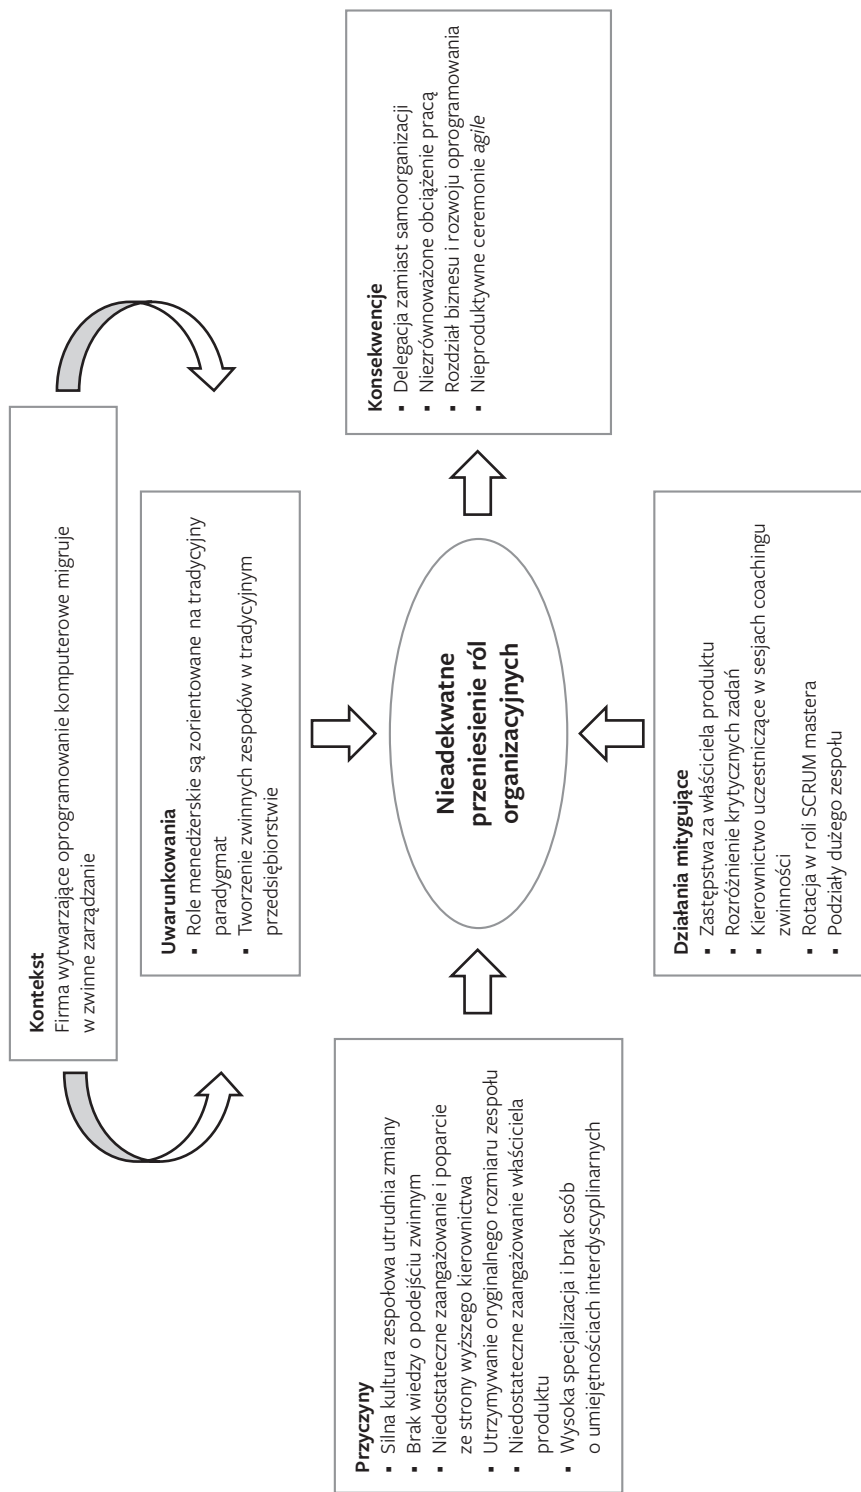 Kontekst
Firma wytwarzające oprogramowanie komputerowe migruje
w zwinne zarządzanie
Uwarunkowania
▪ Role menedżerskie są zorientowane na tradycyjny
paradygmat
▪ Tworzenie zwinnych zespołów w tradycyjnym
przedsiębiorstwie
Przyczyny
▪ Silna kultura zespołowa utrudnia zmiany
▪ Brak wiedzy o podejściu zwinnym
▪ Niedostateczne zaangażowanie i poparcie
ze strony wyższego kierownictwa
▪ Utrzymywanie oryginalnego rozmiaru zespołu
▪ Niedostateczne zaangażowanie właściciela
produktu
▪ Wysoka specjalizacja i brak osób
o umiejętnościach interdyscyplinarnych
Nieadekwatne
przeniesienie ról
organizacyjnych
Konsekwencje
▪ Delegacja zamiast samoorganizacji
▪ Niezrównoważone obciążenie pracą
▪ Rozdział biznesu i rozwoju oprogramowania
▪ Nieproduktywne ceremonie agile
Działania mitygujące
▪ Zastępstwa za właściciela produktu
▪ Rozróżnienie krytycznych zadań
▪ Kierownictwo uczestniczące w sesjach coachingu
zwinności
▪ Rotacja w roli SCRUM mastera
▪ Podziały dużego zespołu